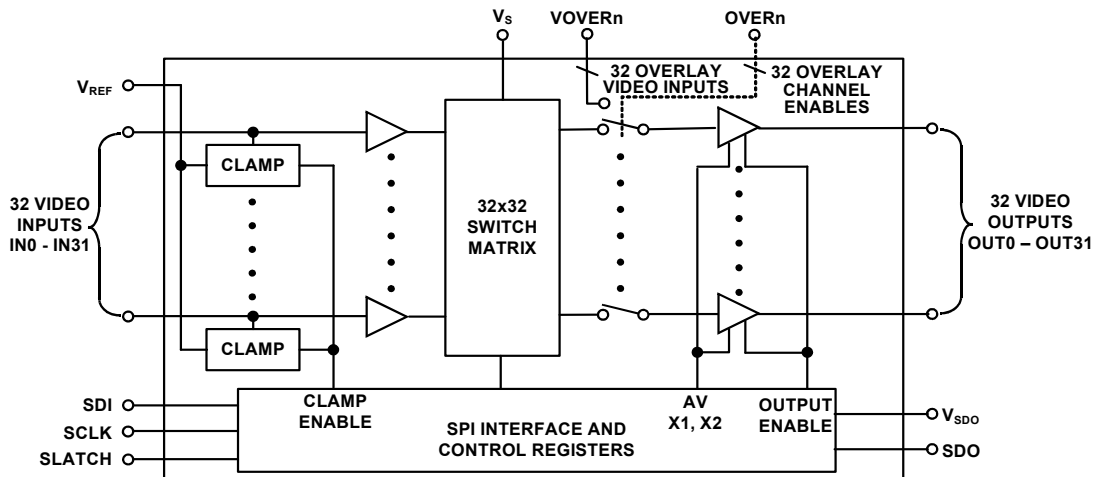 VS
VOVERn
OVERn
VREF
32 OVERLAY
VIDEO INPUTS
32 OVERLAY
CHANNEL
ENABLES
CLAMP
32 VIDEO
INPUTS
IN0 - IN31
32x32
SWITCH
MATRIX
32 VIDEO
OUTPUTS
OUT0 – OUT31
CLAMP
SDI
SCLK
SLATCH
CLAMP
ENABLE
SPI INTERFACE AND
CONTROL REGISTERS
AV
X1, X2
OUTPUT
ENABLE
VSDO
SDO